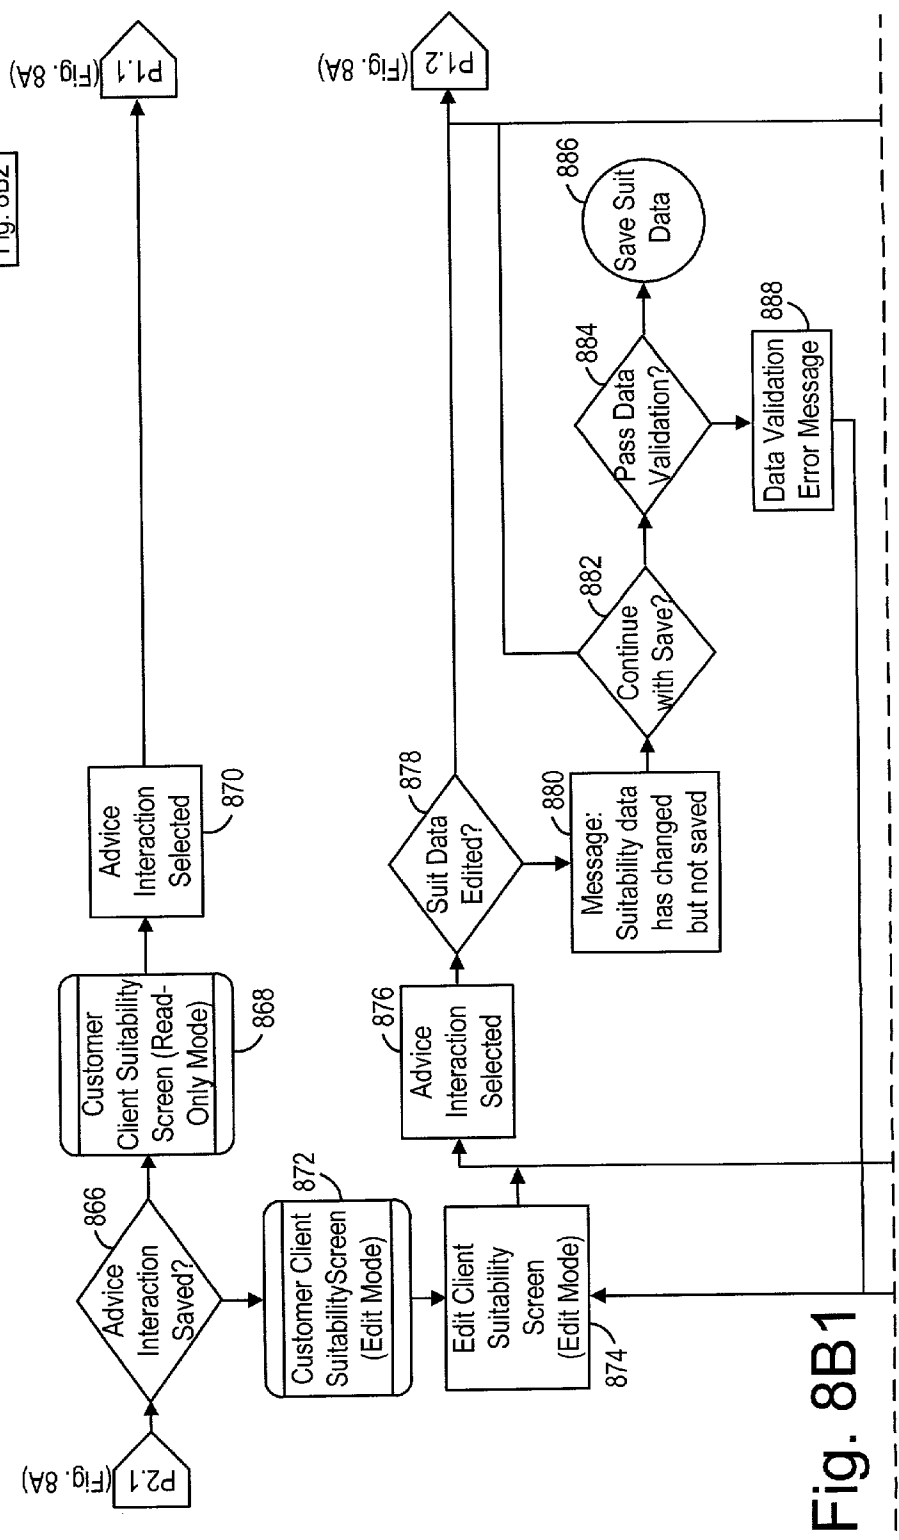 P2.1
(Fig. 8A)
Advice
Interaction
Saved?
866
Customer
Client Suitability
Screen (Read-
Only Mode)
868
Advice
Interaction
Selected
870
P1.1
(Fig. 8A)
Customer Client
SuitabilityScreen
(Edit Mode)
872
Edit Client
Suitability
Screen
(Edit Mode)
874
Advice
Interaction
Selected
876
Suit Data
Edited?
878
P1.2
(Fig. 8A)
Message:
Suitability data
has changed
but not saved
880
Continue
with Save?
882
Pass Data
Validation?
884
Save Suit
Data
886
Data Validation
Error Message
888
Fig. 8B1
Fig. 8B2